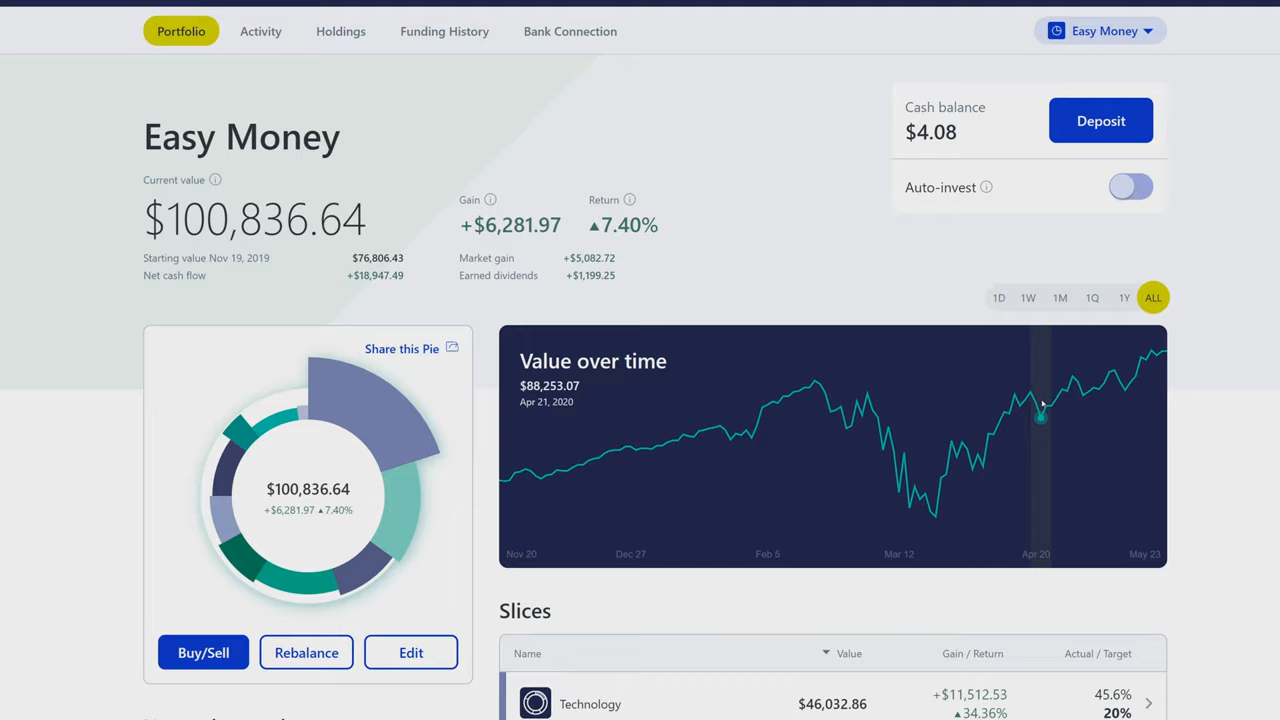 Portfolio Activity Holdings Funding History Bank Connection Easy Money
Easy Money
Cash balance
$4.08
Deposit
Auto-invest
Current value
$100,836.64
Gain Return
+$6,281.97 ▲7.40%
Starting value Nov 19, 2019 $76,806.43
Net cash flow +$18,947.49
Market gain +$5,082.72
Earned dividends +$1,199.25
1D 1W 1M 1Q 1Y ALL
Share this Pie
$100,836.64
+$6,281.97 ▲7.40%
Buy/Sell Rebalance Edit
Value over time
$88,253.07
Apr 21, 2020
Nov 20 Dec 27 Feb 5 Mar 12 Apr 20 May 23
Slices
Name Value Gain / Return Actual / Target
Technology $46,032.86 +$11,512.53 45.6%
▲34.36% 20%